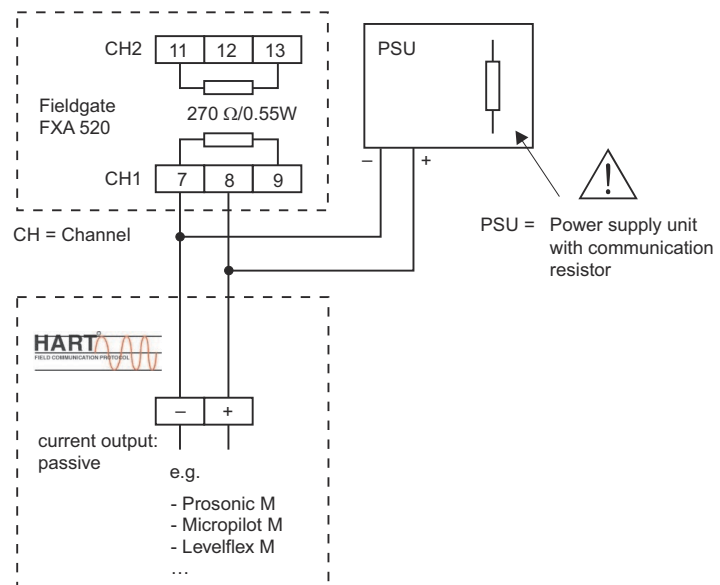 CH2 11 12 13
PSU
Fieldgate
FXA 520
270 Ω/0.55W
CH1 7 8 9
– +
CH = Channel
PSU = Power supply unit
with communication
resistor
HART
FIELD COMMUNICATION PROTOCOL
– +
current output:
passive
e.g.
- Prosonic M
- Micropilot M
- Levelflex M
...